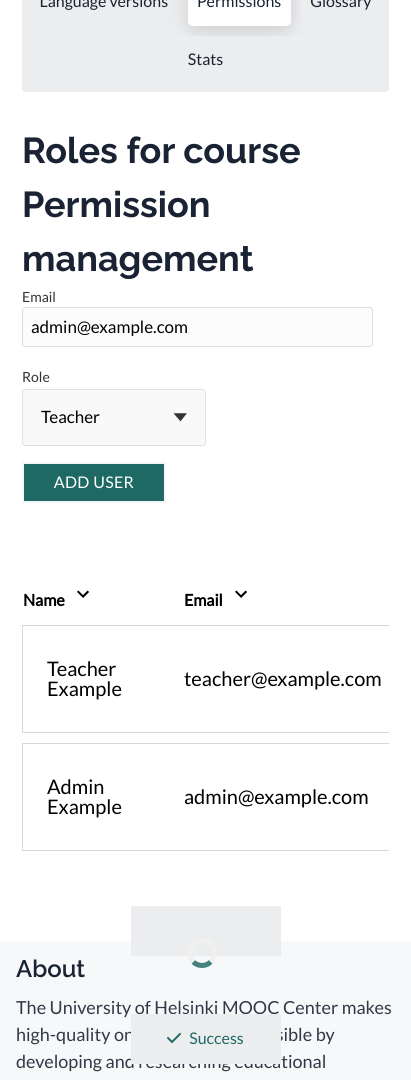 Language versions Permissions Glossary
Stats
Roles for course
Permission
management
Email
admin@example.com
Role
Teacher
ADD USER
Name Email
Teacher
Example
teacher@example.com
Admin
Example
admin@example.com
About
The University of Helsinki MOOC Center makes
high-quality on
Success
sible by
developing and researching educational